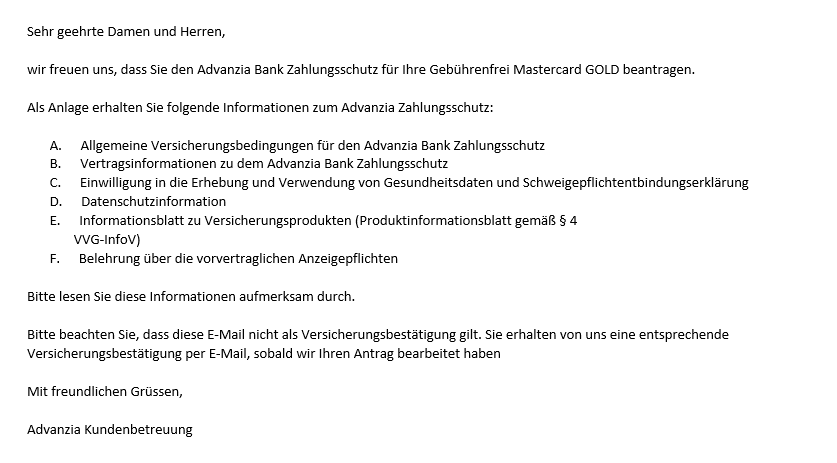 Sehr geehrte Damen und Herren,
wir freuen uns, dass Sie den Advanzia Bank Zahlungsschutz für Ihre Gebührenfrei Mastercard GOLD beantragen.
Als Anlage erhalten Sie folgende Informationen zum Advanzia Zahlungsschutz:
A. Allgemeine Versicherungsbedingungen für den Advanzia Bank Zahlungsschutz
B. Vertragsinformationen zu dem Advanzia Bank Zahlungsschutz
C. Einwilligung in die Erhebung und Verwendung von Gesundheitsdaten und Schweigepflichtentbindungserklärung
D. Datenschutzinformation
E. Informationsblatt zu Versicherungsprodukten (Produktinformationsblatt gemäß § 4
VVG-InfoV)
F. Belehrung über die vorvertraglichen Anzeigepflichten
Bitte lesen Sie diese Informationen aufmerksam durch.
Bitte beachten Sie, dass diese E-Mail nicht als Versicherungsbestätigung gilt. Sie erhalten von uns eine entsprechende
Versicherungsbestätigung per E-Mail, sobald wir Ihren Antrag bearbeitet haben
Mit freundlichen Grüssen,
Advanzia Kundenbetreuung